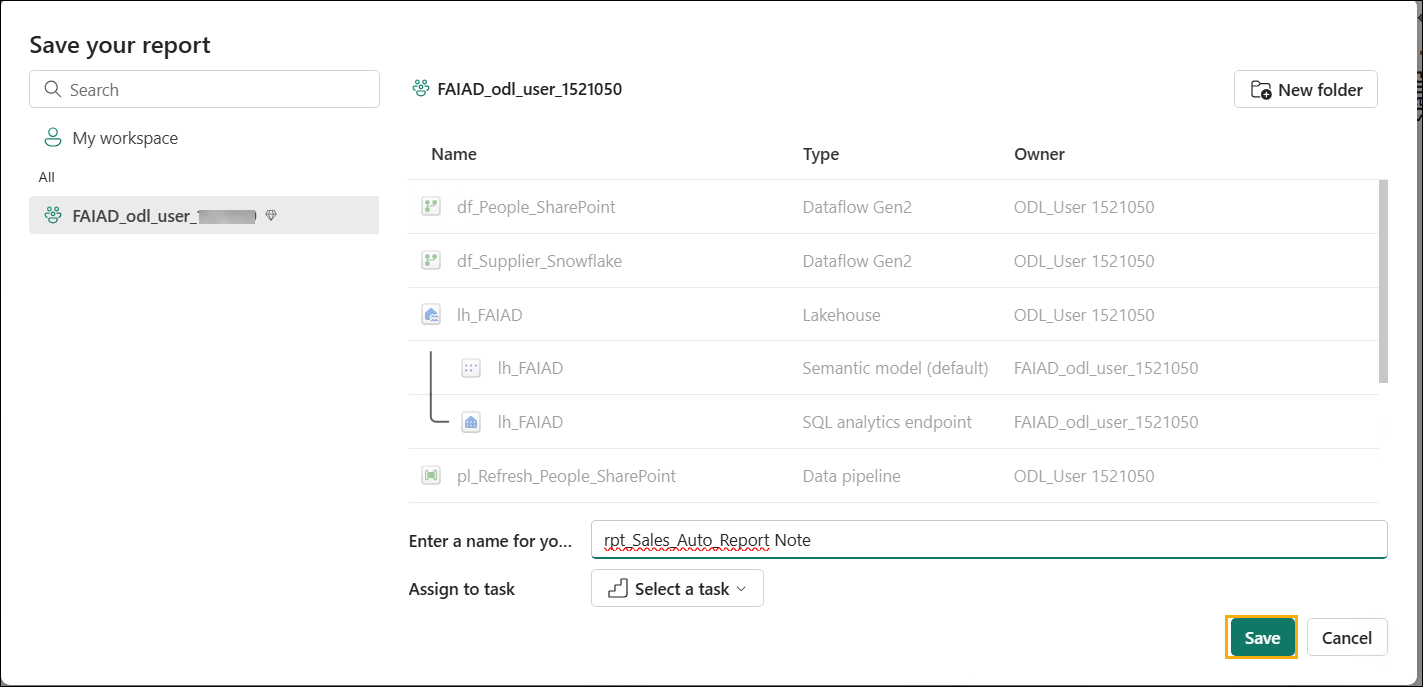 Save your report
Search
FAIAD_odl_user_1521050
New folder
My workspace
All
FAIAD_odl_user_
Name Type Owner
df_People_SharePoint Dataflow Gen2 ODL_User 1521050
df_Supplier_Snowflake Dataflow Gen2 ODL_User 1521050
lh_FAIAD Lakehouse ODL_User 1521050
lh_FAIAD Semantic model (default) FAIAD_odl_user_1521050
lh_FAIAD SQL analytics endpoint FAIAD_odl_user_1521050
pl_Refresh_People_SharePoint Data pipeline ODL_User 1521050
Enter a name for yo... rpt_Sales_Auto_Report Note
Assign to task Select a task
Save Cancel